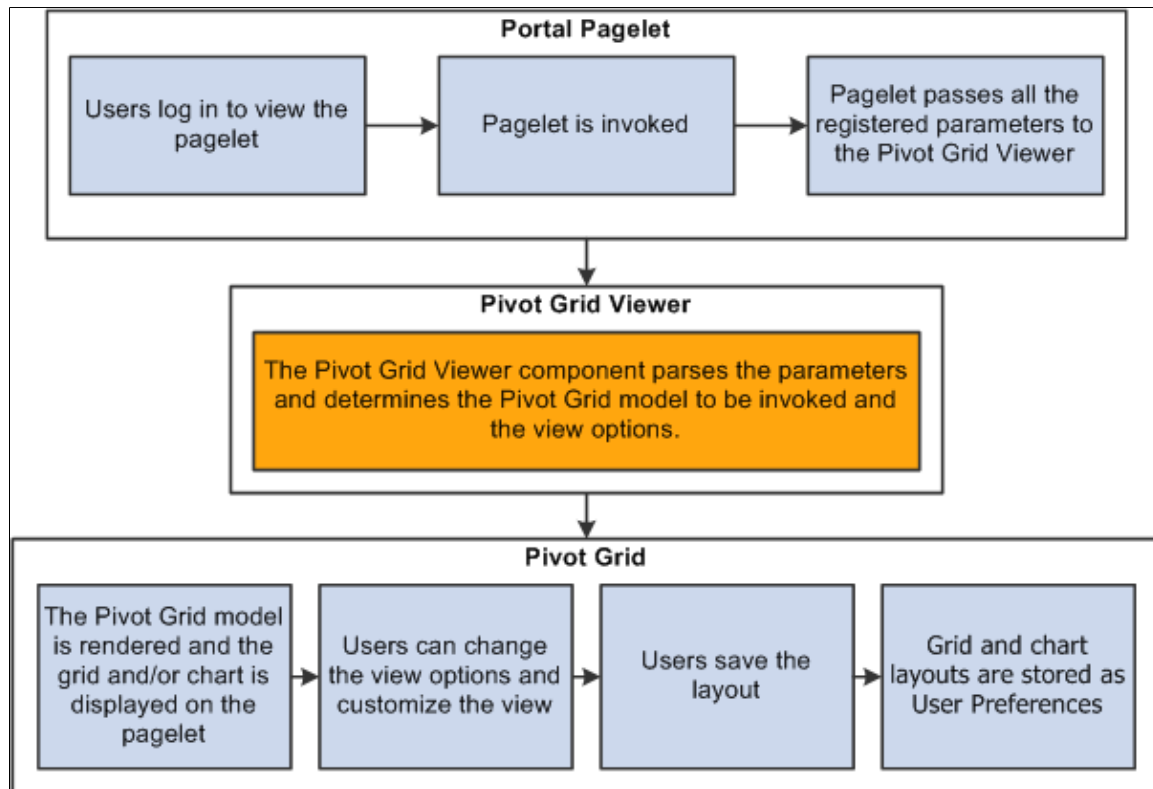 Portal Pagelet
Users log in to view the
pagelet
Pagelet is invoked
Pagelet passes all the
registered parameters to
the Pivot Grid Viewer
Pivot Grid Viewer
The Pivot Grid Viewer component parses the parameters
and determines the Pivot Grid model to be invoked and
the view options.
Pivot Grid
The Pivot Grid model
is rendered and the
grid and/or chart is
displayed on the
pagelet
Users can change
the view options and
customize the view
Users save the
layout
Grid and chart
layouts are stored as
User Preferences